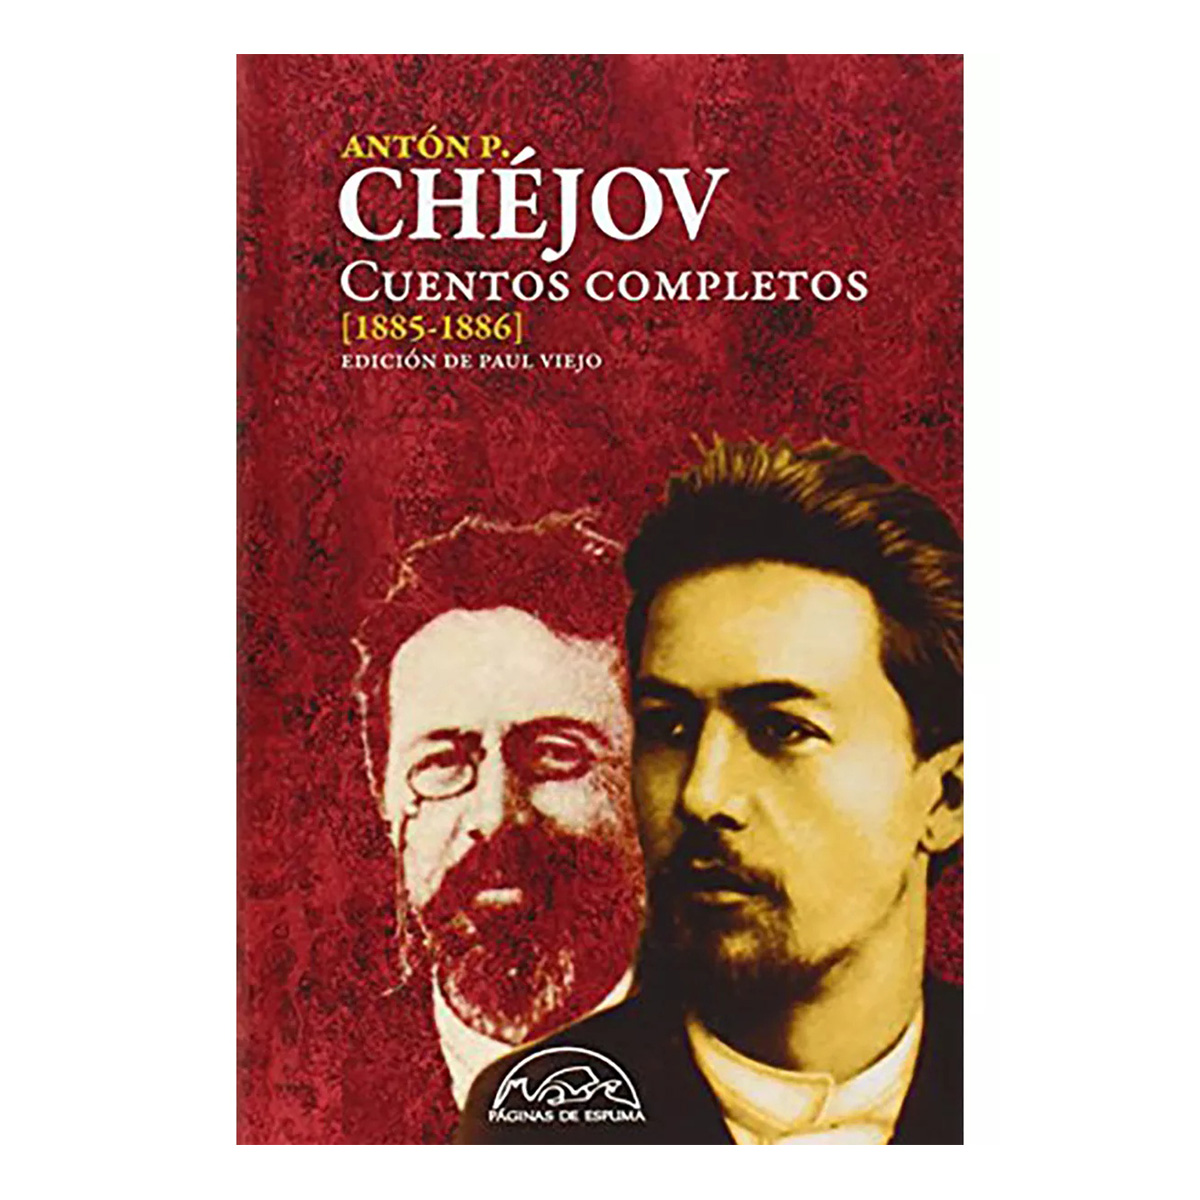 ANTÓN P.
CHÉJOV
CUENTOS COMPLETOS
[1885-1886]
EDICIÓN DE PAUL VIEJO
PÁGINAS DE ESPUMA